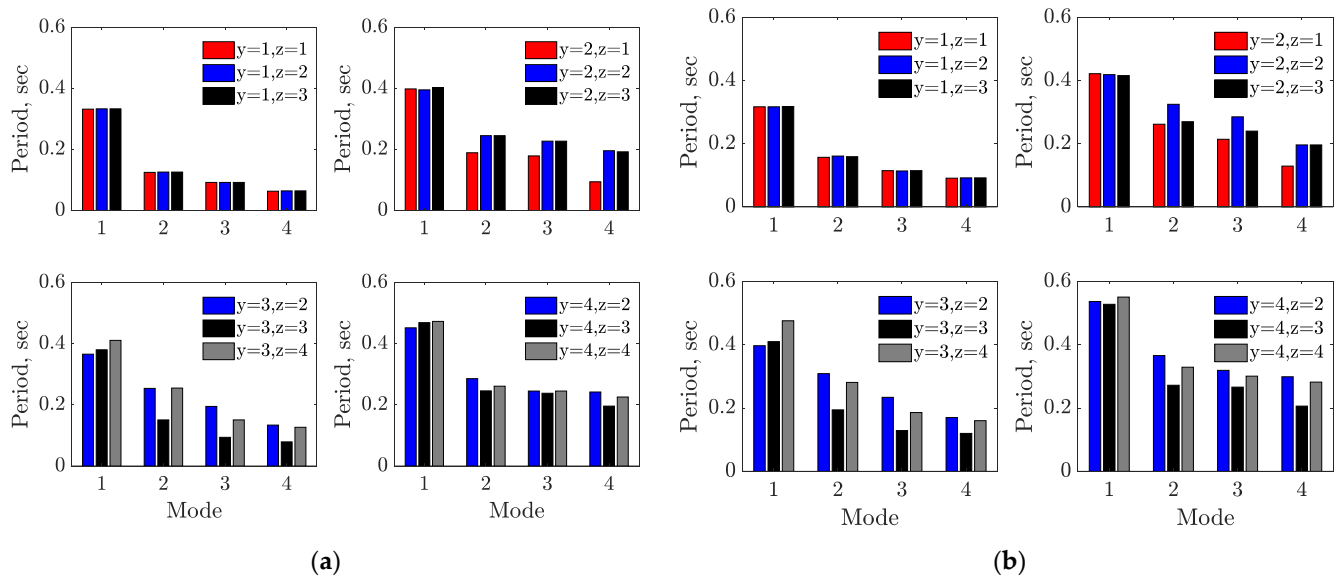 0.6
0.4
0.2
0
Period, sec
y=1,z=1
y=1,z=2
y=1,z=3
1 2 3 4
0.6
0.4
0.2
0
Period, sec
y=2,z=1
y=2,z=2
y=2,z=3
1 2 3 4
0.6
0.4
0.2
0
Period, sec
y=3,z=2
y=3,z=3
y=3,z=4
1 2 3 4
Mode
0.6
0.4
0.2
0
Period, sec
y=4,z=2
y=4,z=3
y=4,z=4
1 2 3 4
Mode
(a)
0.6
0.4
0.2
0
Period, sec
y=1,z=1
y=1,z=2
y=1,z=3
1 2 3 4
0.6
0.4
0.2
0
Period, sec
y=2,z=1
y=2,z=2
y=2,z=3
1 2 3 4
0.6
0.4
0.2
0
Period, sec
y=3,z=2
y=3,z=3
y=3,z=4
1 2 3 4
Mode
0.6
0.4
0.2
0
Period, sec
y=4,z=2
y=4,z=3
y=4,z=4
1 2 3 4
Mode
(b)